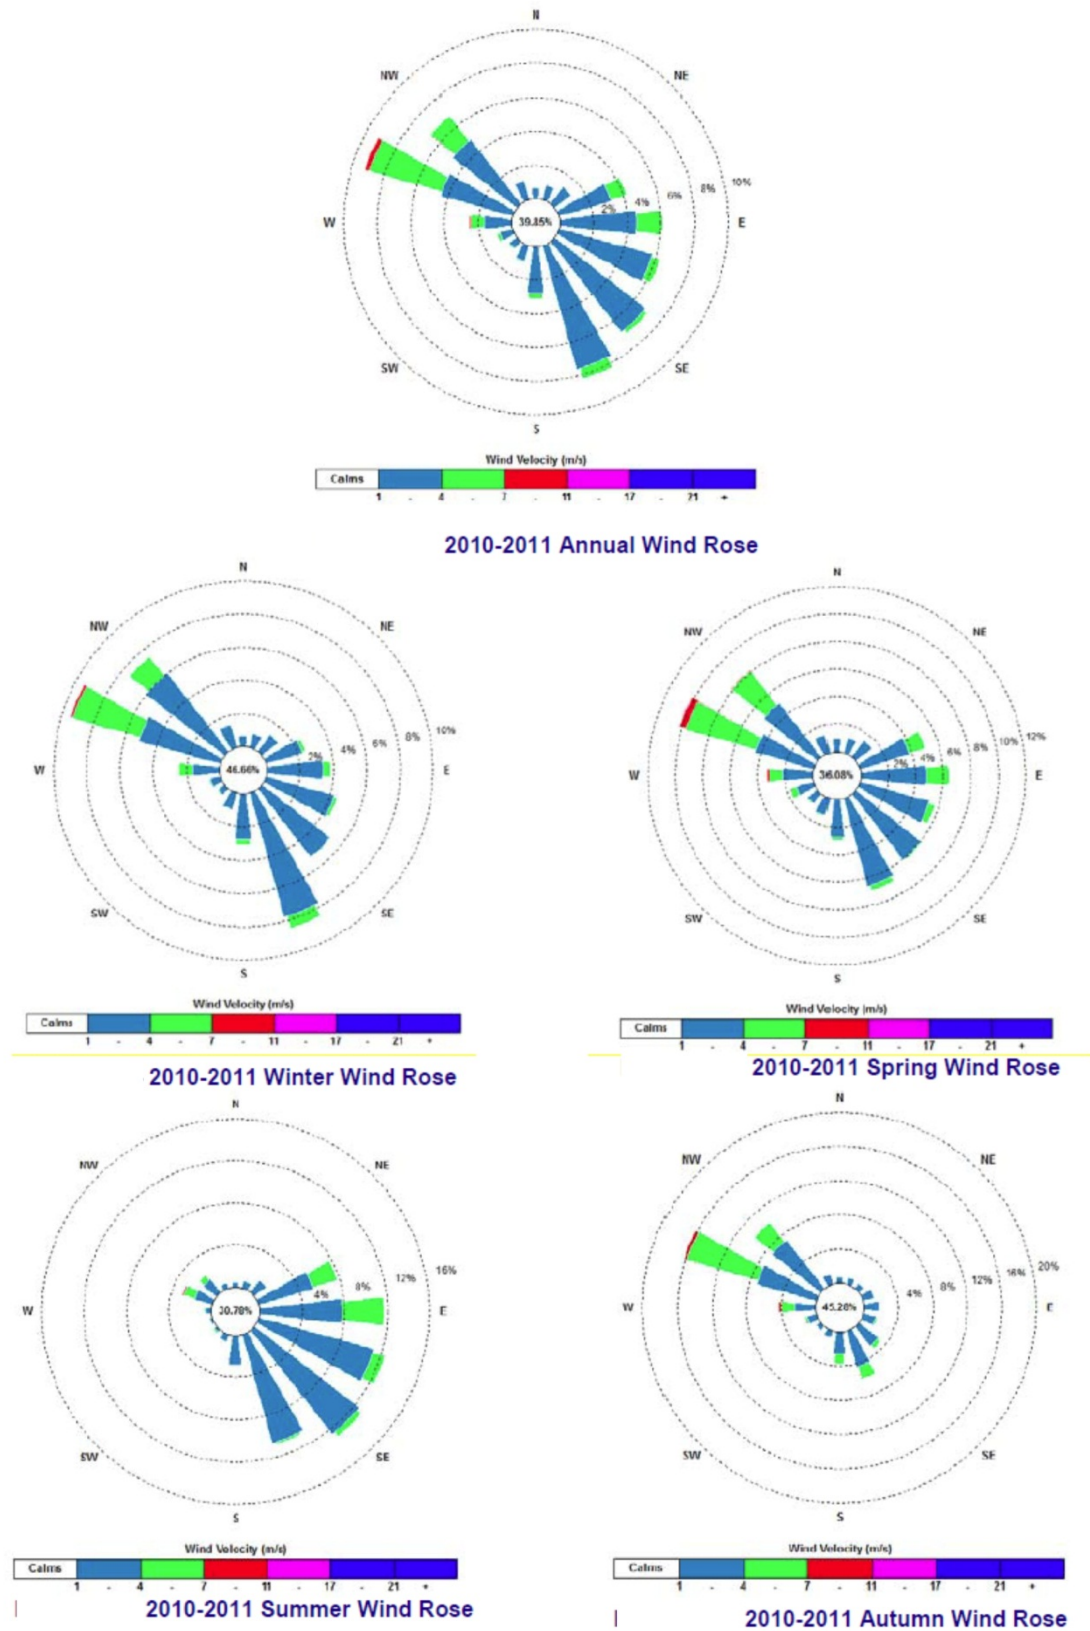 N
NW NE
10%
8%
6%
4%
2%
W 39.85% E
SW SE
S
Wind Velocity (m/s)
Calms
1 - 4 - 7 - 11 - 17 - 21 +
2010-2011 Annual Wind Rose
N
NW NE
10%
8%
6%
4%
2%
W 46.66% E
SW SE
S
Wind Velocity (m/s)
Calms
1 - 4 - 7 - 11 - 17 - 21 +
2010-2011 Winter Wind Rose
N
NW NE
2% 4% 6% 8% 10% 12%
W 36.08% E
SW SE
S
Wind Velocity (m/s)
Calms
1 - 4 - 7 - 11 - 17 - 21 +
2010-2011 Spring Wind Rose
N
NW NE
16%
12%
8%
4%
W 30.78% E
SW SE
S
Wind Velocity (m/s)
Calms
1 - 4 - 7 - 11 - 17 - 21 +
2010-2011 Summer Wind Rose
N
NW NE
4% 8% 12% 16% 20%
W 45.20% E
SW SE
S
Wind Velocity (m/s)
Calms
1 - 4 - 7 - 11 - 17 - 21 +
2010-2011 Autumn Wind Rose